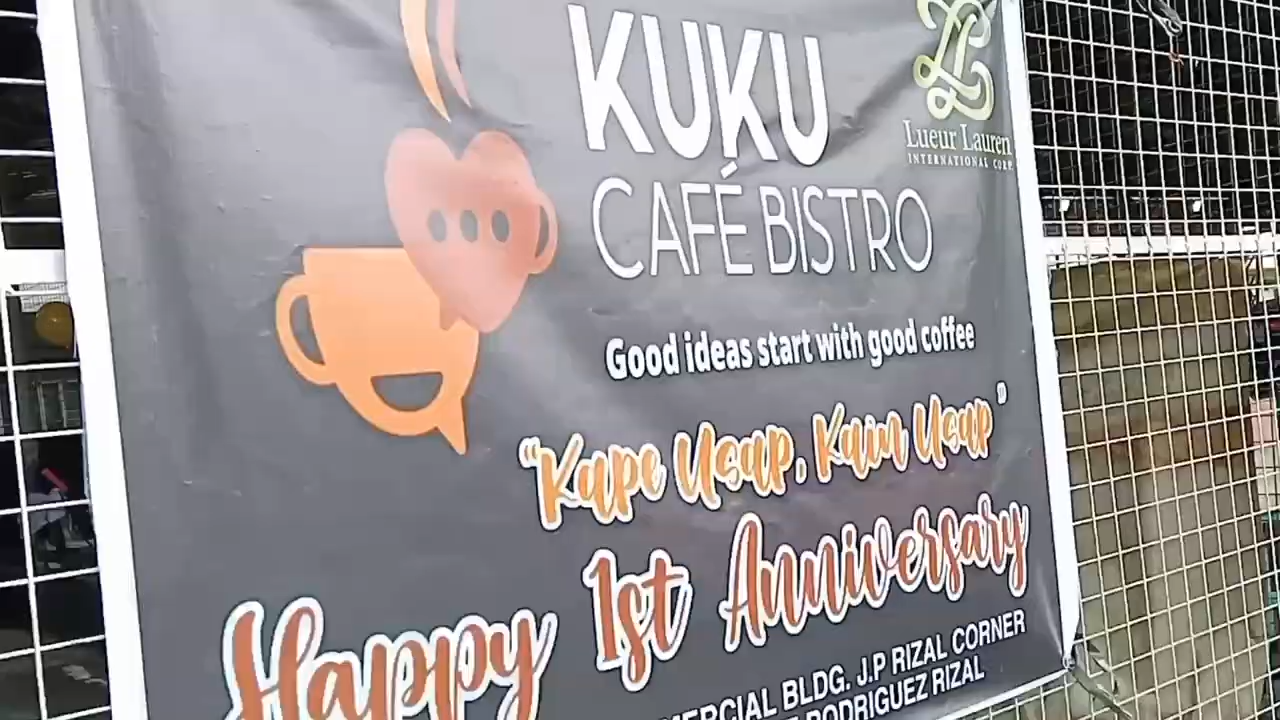 KUKU
CAFÉ BISTRO
Lueur Lauren
INTERNATIONAL CORP.
Good ideas start with good coffee
"Kape Usap, Kain Usap"
Happy 1st Anniversary
BLDG. J.P RIZAL CORNER
RODRIGUEZ RIZAL